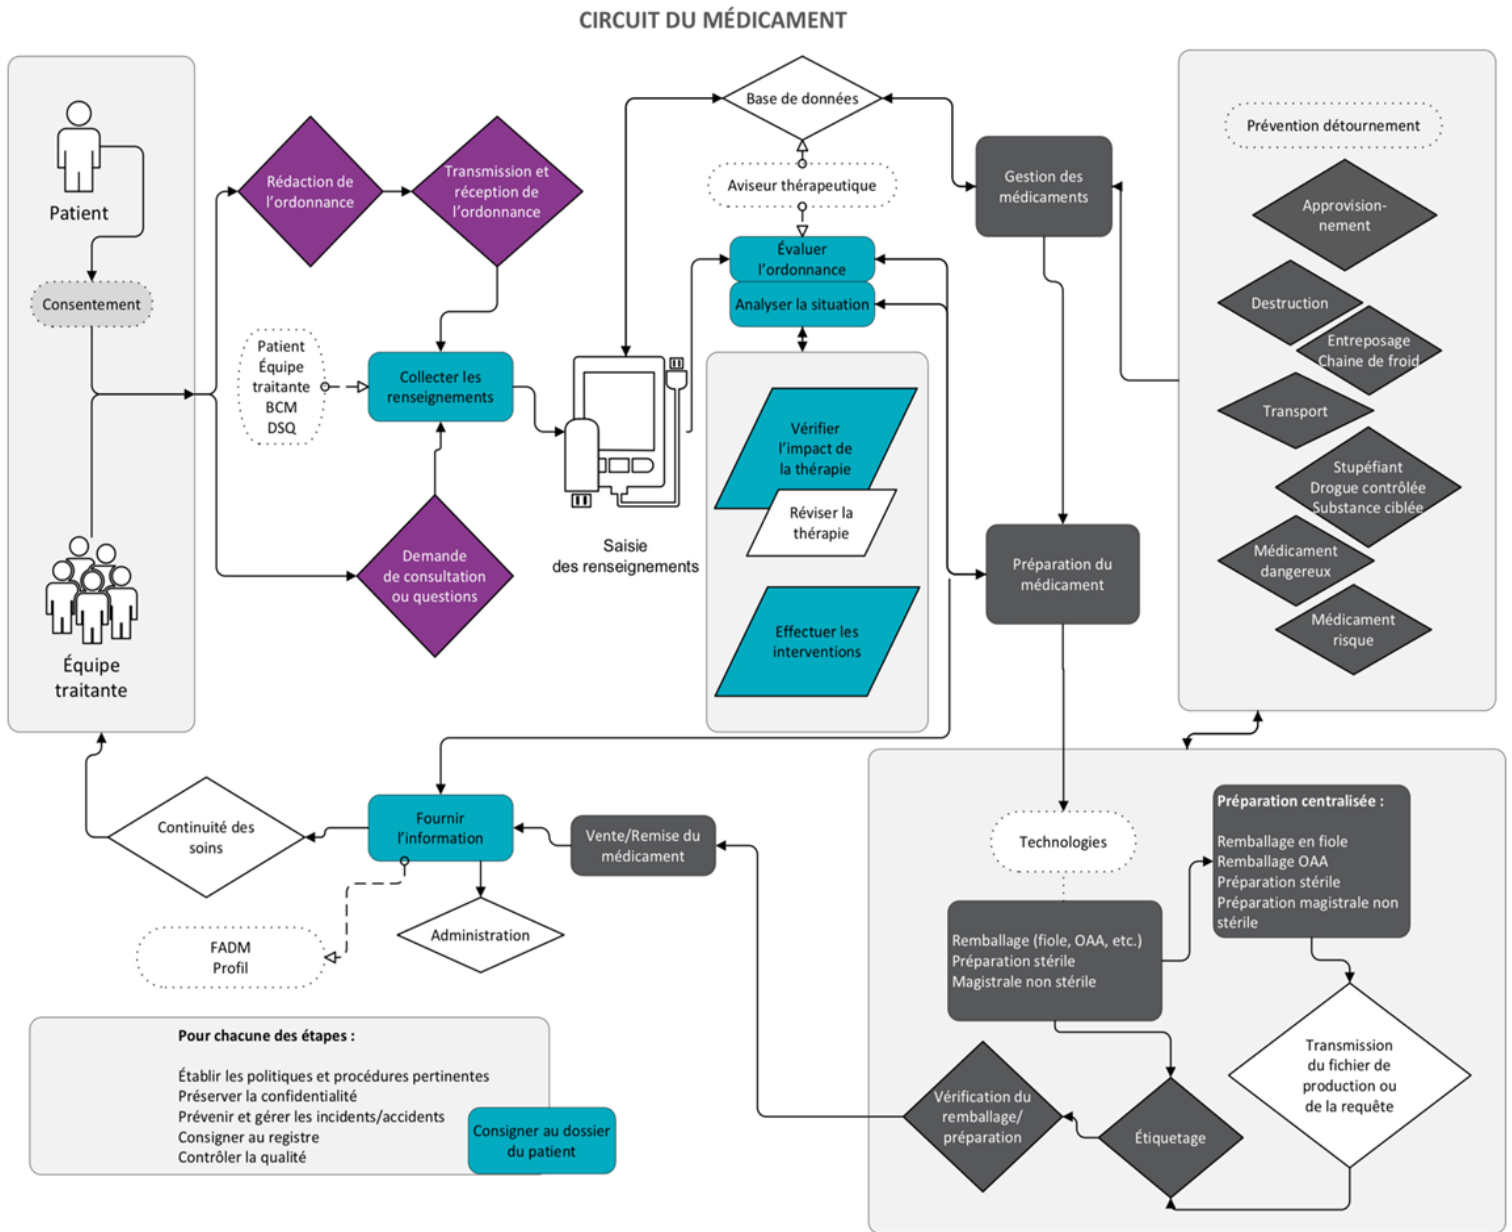 CIRCUIT DU MÉDICAMENT
Patient
Consentement
Équipe
traitante
Rédaction de
l'ordonnance
Transmission et
réception de
l'ordonnance
Patient
Équipe
traitante
BCM
DSQ
Collecter les
renseignements
Demande
de consultation
ou questions
Saisie
des renseignements
Base de données
Aviseur thérapeutique
Évaluer
l'ordonnance
Analyser la situation
Vérifier
l'impact de
la thérapie
Réviser la
thérapie
Effectuer les
interventions
Gestion des
médicaments
Préparation du
médicament
Prévention détournement
Approvision-
nement
Destruction
Entreposage
Chaine de froid
Transport
Stupéfiant
Drogue contrôlée
Substance ciblée
Médicament
dangereux
Médicament
risque
Technologies
Remballage (fiole, OAA, etc.)
Préparation stérile
Magistrale non stérile
Préparation centralisée :
Remballage en fiole
Remballage OAA
Préparation stérile
Préparation magistrale non
stérile
Transmission
du fichier de
production ou
de la requête
Étiquetage
Vérification du
remballage/
préparation
Vente/Remise du
médicament
Fournir
l'information
Administration
Continuité des
soins
FADM
Profil
Pour chacune des étapes :
Établir les politiques et procédures pertinentes
Préserver la confidentialité
Prévenir et gérer les incidents/accidents
Consigner au registre
Contrôler la qualité
Consigner au dossier
du patient